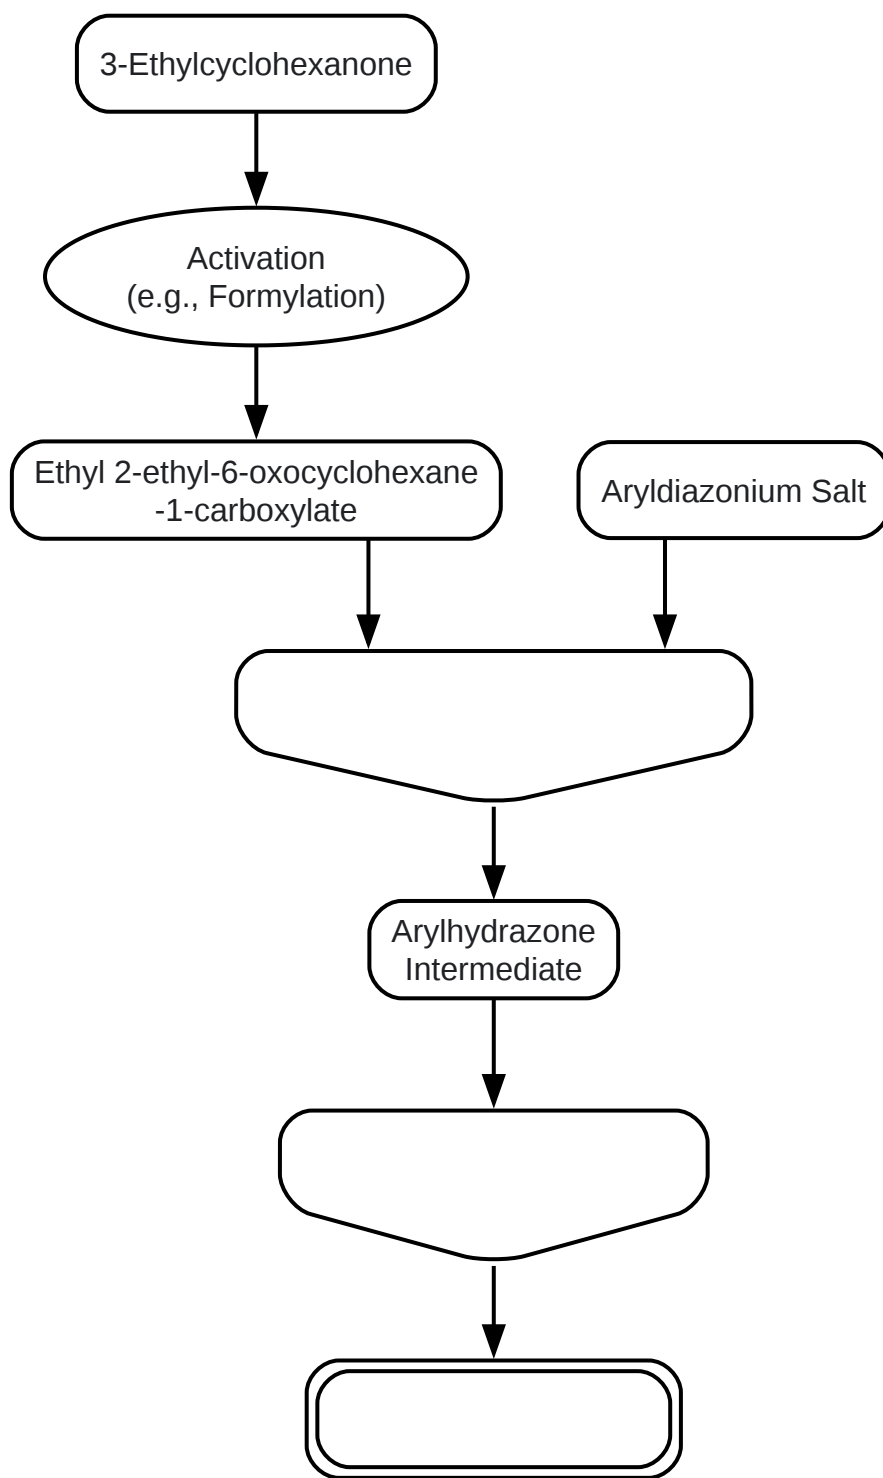 3-Ethylcyclohexanone
Activation
(e.g., Formylation)
Ethyl 2-ethyl-6-oxocyclohexane
-1-carboxylate
Aryldiazonium Salt
Arylhydrazone
Intermediate